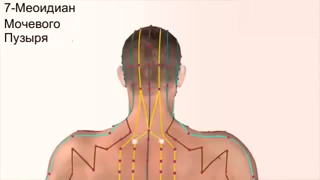 7-Меоидиан
Мочевого
Пузыря